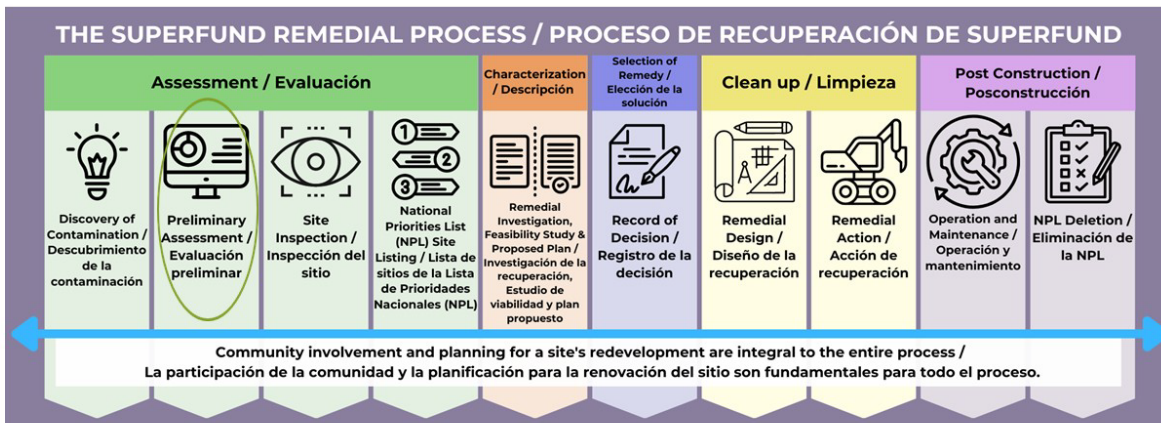 THE SUPERFUND REMEDIAL PROCESS / PROCESO DE RECUPERACIÓN DE SUPERFUND
Assessment / Evaluación
Characterization
/ Descripción
Selection of
Remedy /
Elección de la
solución
Clean up / Limpieza
Post Construction /
Posconstrucción
Discovery of
Contamination /
Descubrimiento
de la
contaminación
Preliminary
Assessment /
Evaluación
preliminar
Site
Inspection /
Inspección del
sitio
1
2
3
National
Priorities List
(NPL) Site
Listing / Lista de
sitios de la Lista
de Prioridades
Nacionales (NPL)
Remedial
Investigation,
Feasibility Study &
Proposed Plan /
Investigación de la
recuperación,
Estudio de
viabilidad y plan
propuesto
Record of
Decision /
Registro de la
decisión
Remedial
Design /
Diseño de la
recuperación
Remedial
Action /
Acción de
recuperación
Operation and
Maintenance /
Operación y
mantenimiento
NPL Deletion /
Eliminación de
la NPL
Community involvement and planning for a site's redevelopment are integral to the entire process /
La participación de la comunidad y la planificación para la renovación del sitio son fundamentales para todo el proceso.